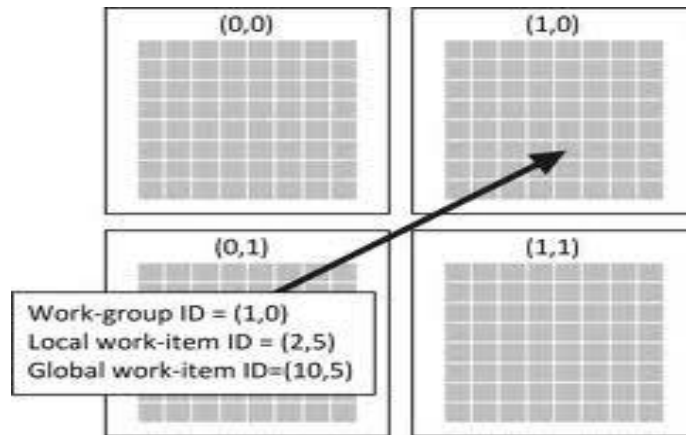 (0,0)
(1,0)
(0,1)
(1,1)
Work-group ID = (1,0)
Local work-item ID = (2,5)
Global work-item ID=(10,5)